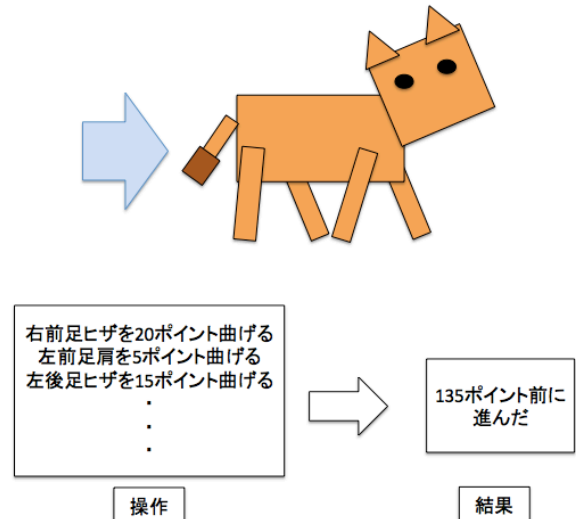 右前足ヒザを20ポイント曲げる
左前足肩を5ポイント曲げる
左後足ヒザを15ポイント曲げる
・
・
・
135ポイント前に
進んだ
操作
結果